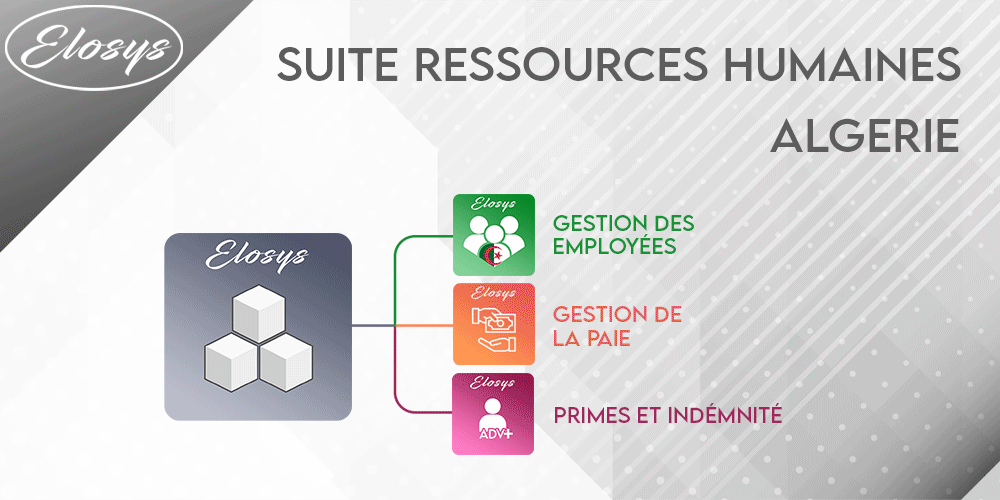 Elosys
SUITE RESSOURCES HUMAINES
ALGERIE
Elosys
Elosys
GESTION DES
EMPLOYÉES
Elosys
GESTION DE
LA PAIE
Elosys
ADV+
PRIMES ET INDÉMNITÉ